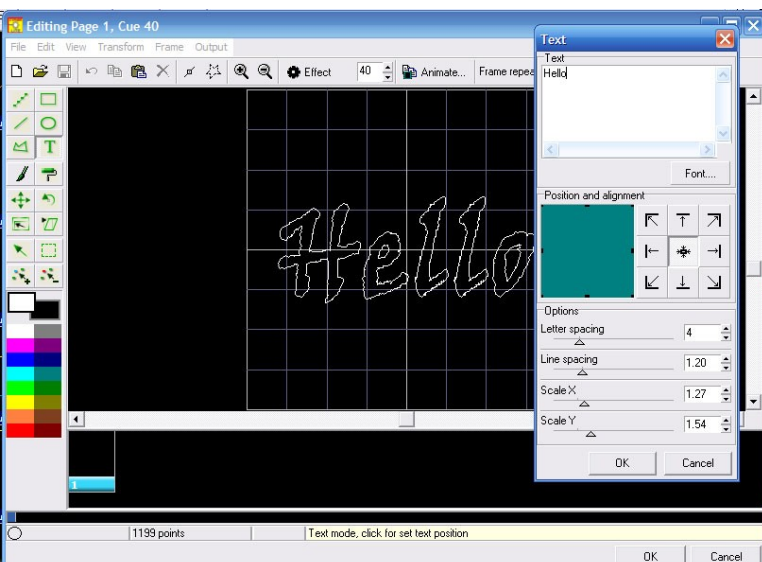 Editing Page 1, Cue 40
File Edit View Transform Frame Output
Effect 40 Animate... Frame repea
T
Hello
1
1199 points Text mode, click for set text position
OK Cancel
Text
Text
Hello
Font....
Position and alignment
Options
Letter spacing 4
Line spacing 1.20
Scale X 1.27
Scale Y 1.54
OK Cancel